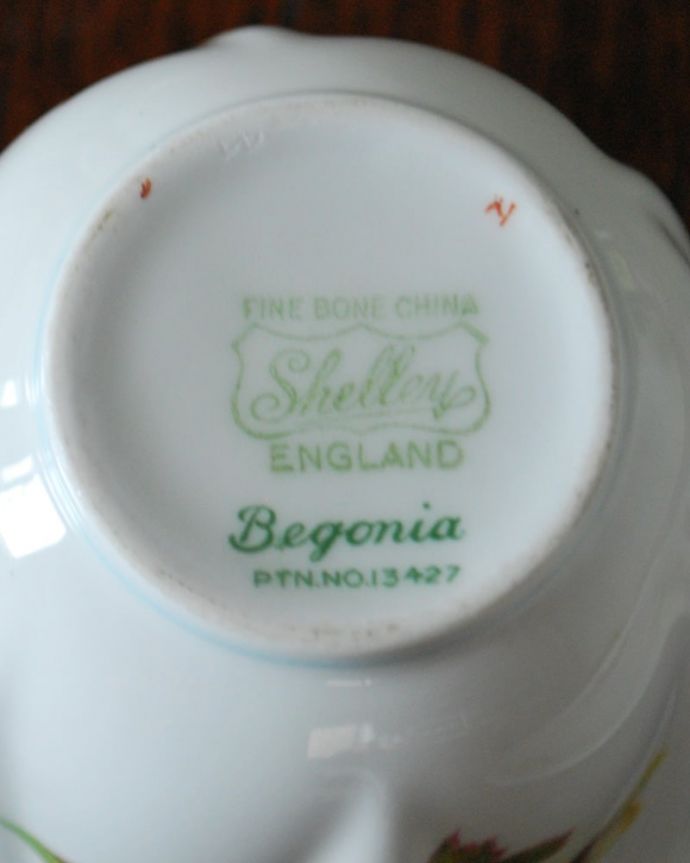 FINE BONE CHINA
Shelley
ENGLAND
Begonia
PTN.NO.13427